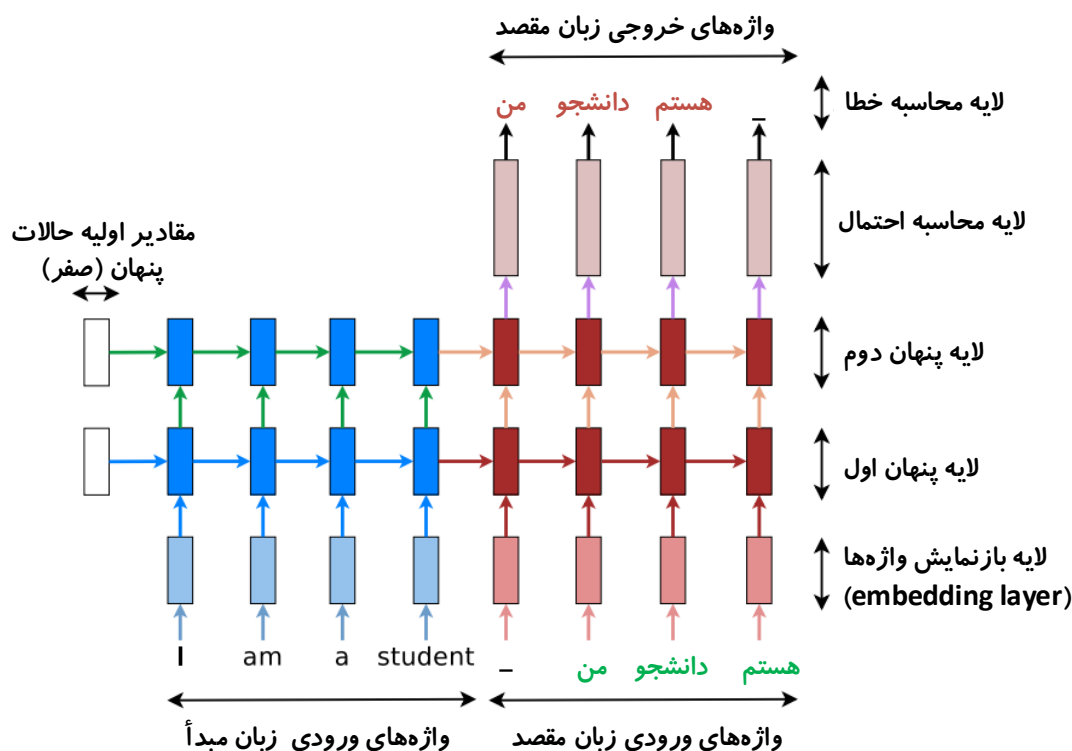 واژه‌های خروجی زبان مقصد
من دانشجو هستم _
لایه محاسبه خطا
لایه محاسبه احتمال
مقادیر اولیه حالات
پنهان (صفر)
لایه پنهان دوم
لایه پنهان اول
لایه بازنمایش واژه‌ها
(embedding layer)
I am a student
_ من دانشجو هستم
واژه‌های ورودی زبان مبدأ
واژه‌های ورودی زبان مقصد